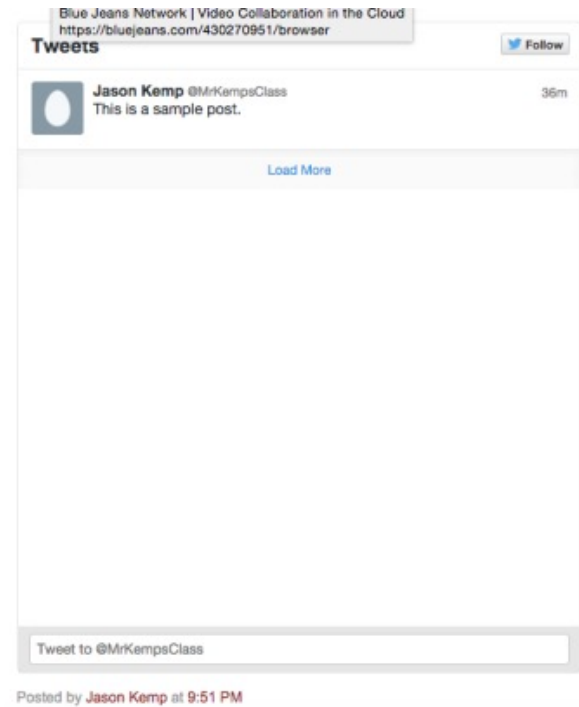 Blue Jeans Network | Video Collaboration in the Cloud
https://bluejeans.com/430270951/browser
Tweets
Follow
Jason Kemp @MrKempsClass 36m
This is a sample post.
Load More
Tweet to @MrKempsClass
Posted by Jason Kemp at 9:51 PM